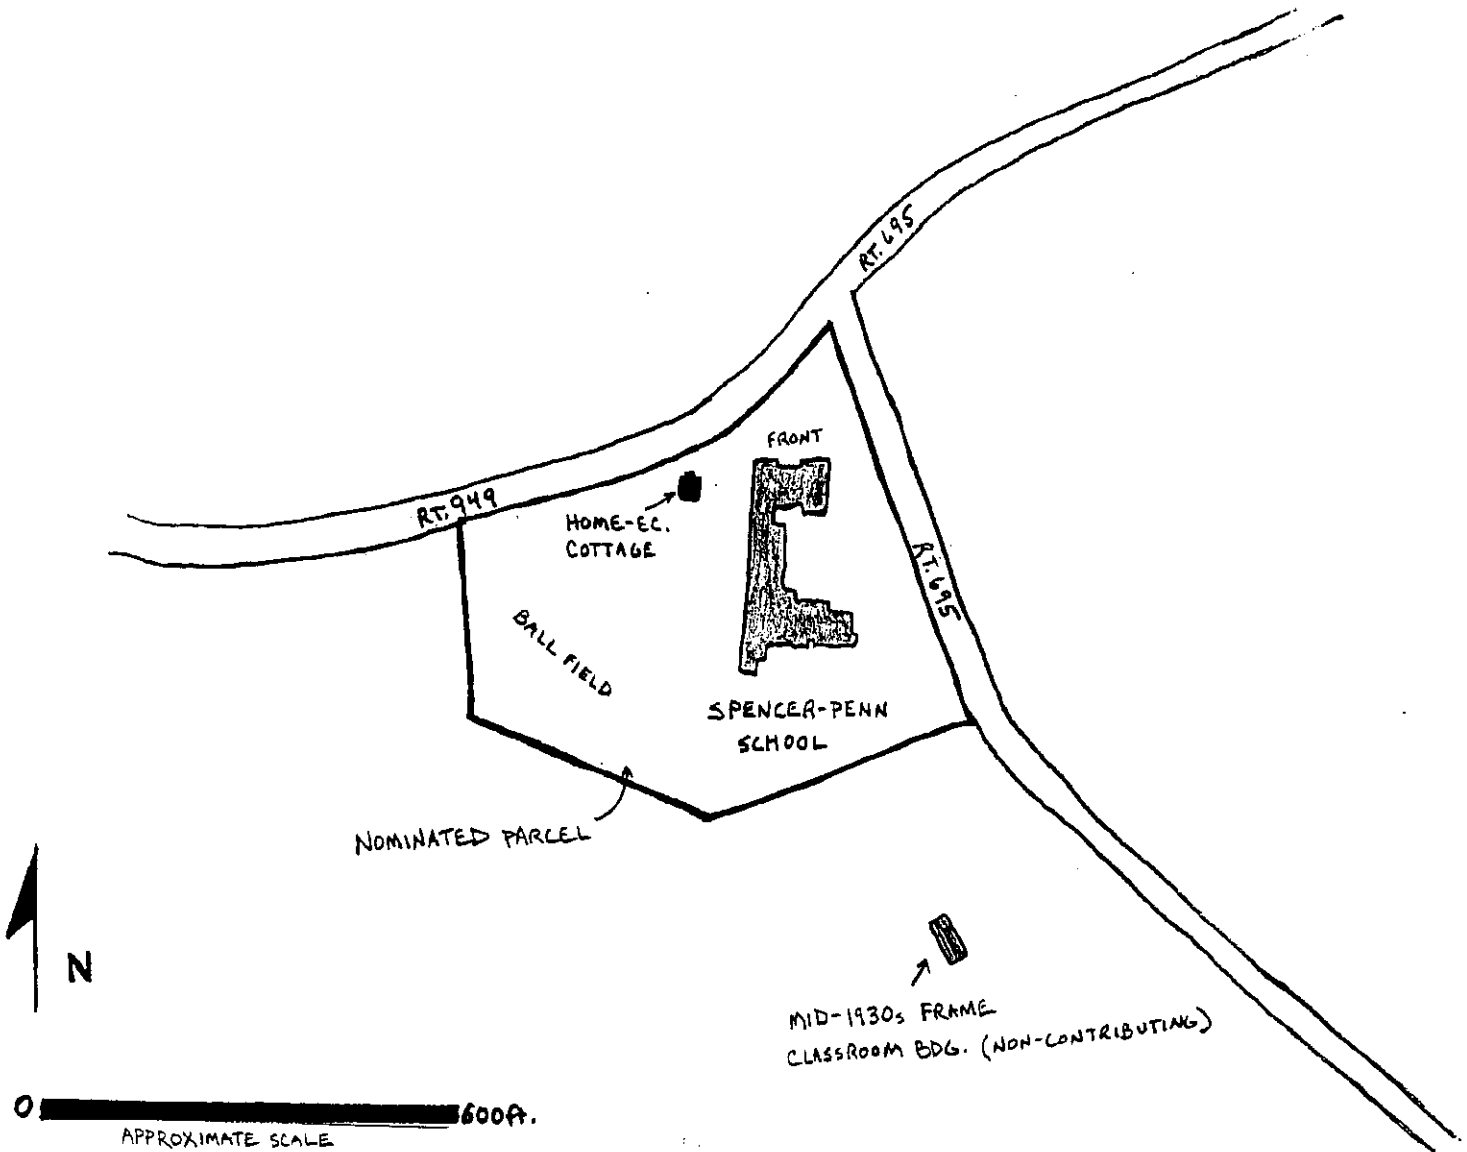 RT. 695
FRONT
RT. 949
HOME-EC.
COTTAGE
RT. 695
BALL FIELD
SPENCER-PENN
SCHOOL
NOMINATED PARCEL
N
MID-1930s FRAME
CLASSROOM BDG. (NON-CONTRIBUTING)
0 600ft.
APPROXIMATE SCALE